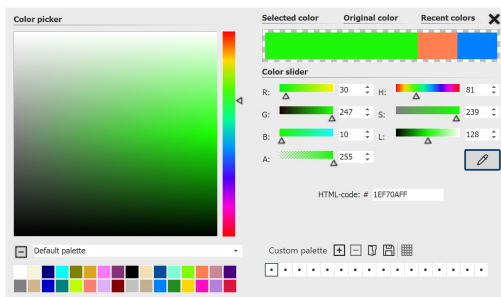 Color picker
Selected color Original color Recent colors
Color slider
R: 30 H: 81
G: 247 S: 239
B: 10 L: 128
A: 255
HTML-code: # 1EF70AFF
Default palette
Custom palette